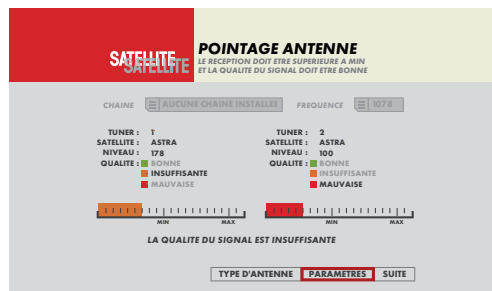 SATELLITE
SATELLITE
POINTAGE ANTENNE
LE RECEPTION DOIT ETRE SUPERIEURE A MIN
ET LA QUALITE DU SIGNAL DOIT ETRE BONNE
CHAINE AUCUNE CHAINE INSTALLEE FREQUENCE 1078
TUNER : 1 TUNER : 2
SATELLITE : ASTRA SATELLITE : ASTRA
NIVEAU : 178 NIVEAU : 100
QUALITE : BONNE QUALITE : BONNE
INSUFFISANTE INSUFFISANTE
MAUVAISE MAUVAISE
MIN MAX MIN MAX
LA QUALITE DU SIGNAL EST INSUFFISANTE
TYPE D'ANTENNE PARAMETRES SUITE